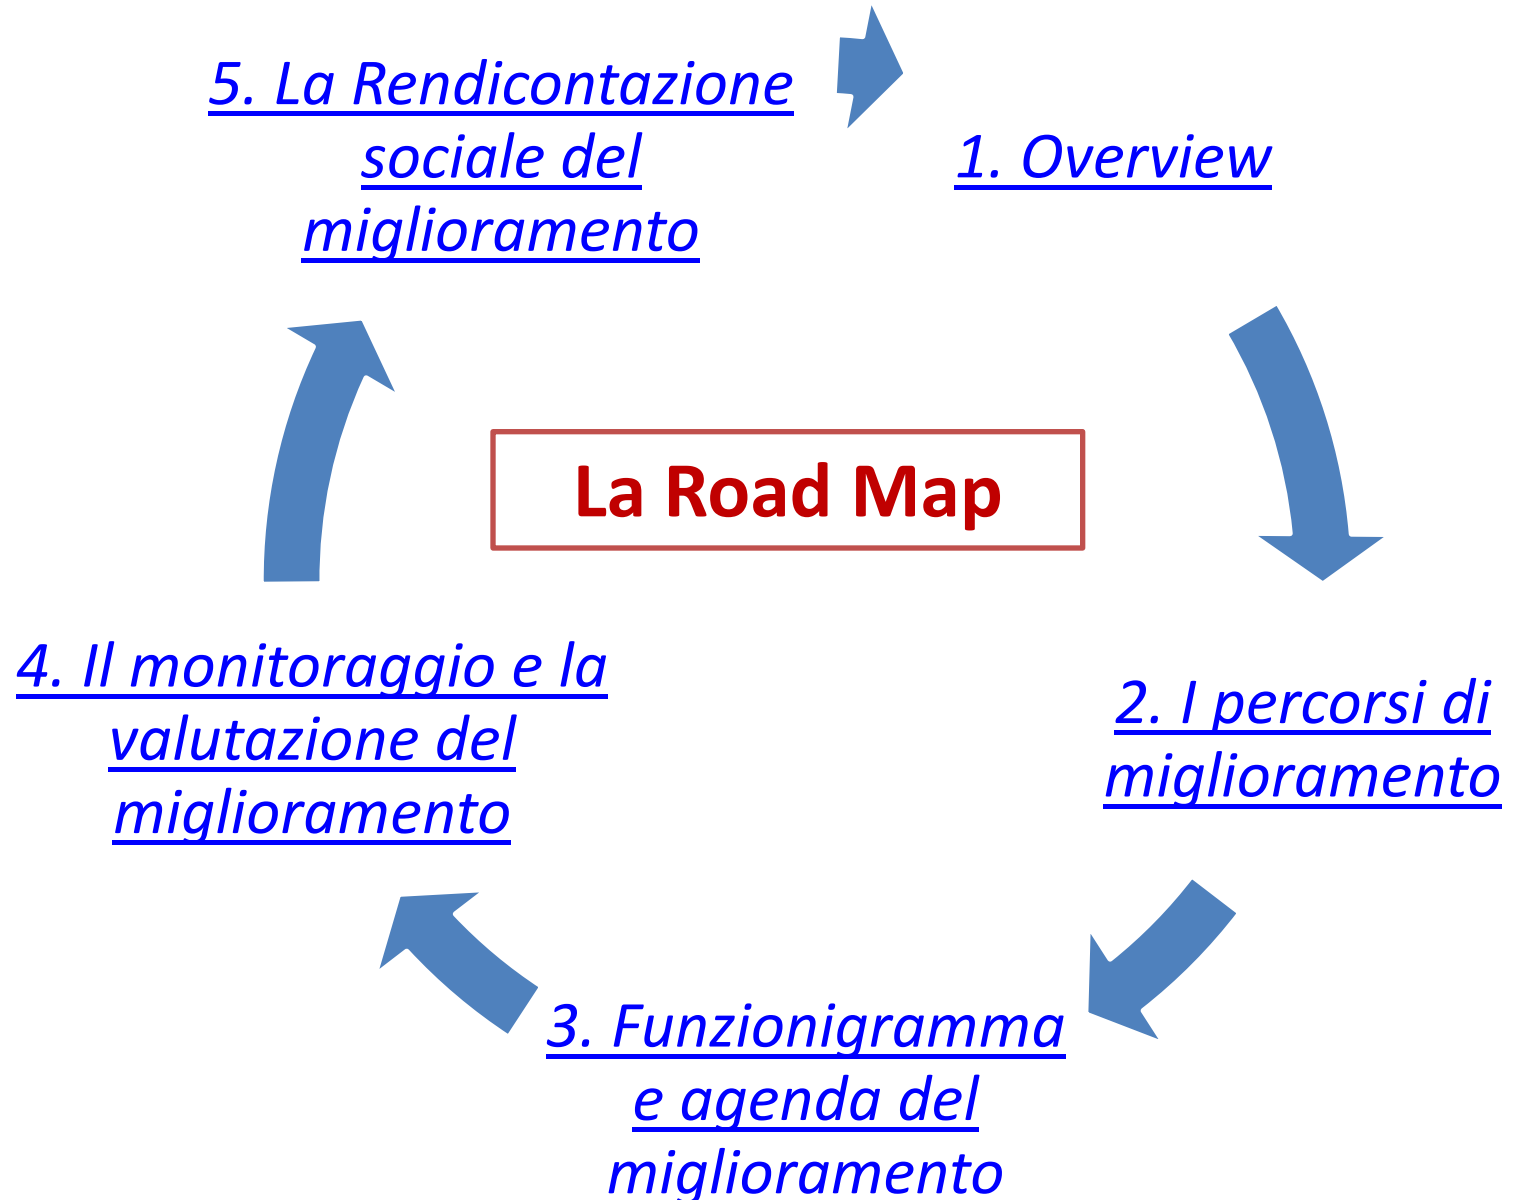 5. La Rendicontazione
sociale del
miglioramento
1. Overview
La Road Map
4. Il monitoraggio e la
valutazione del
miglioramento
2. I percorsi di
miglioramento
3. Funzionigramma
e agenda del
miglioramento